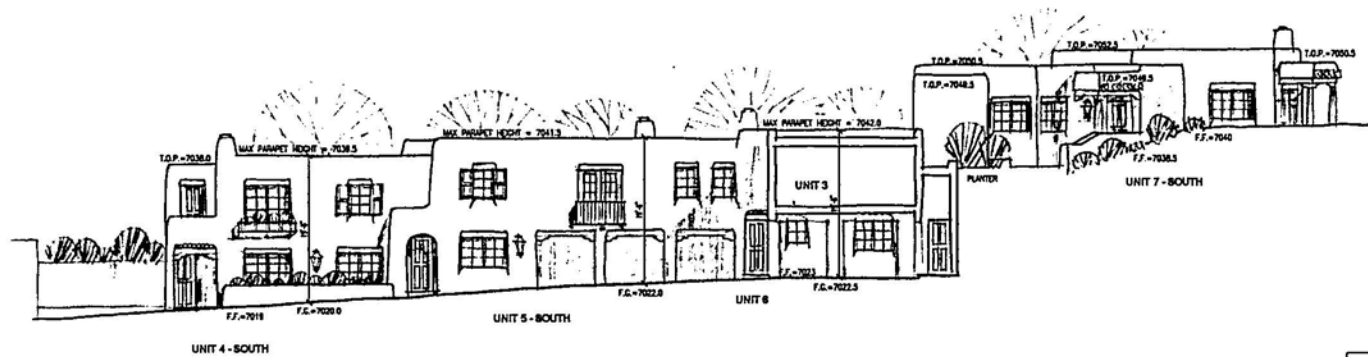 T.O.P.=7038.0
MAX PARAPET HEIGHT = 7038.5
MAX PARAPET HEIGHT = 7041.5
MAX PARAPET HEIGHT = 7042.0
T.O.P.=7050.5
T.O.P.=7048.5
T.O.P.=7052.5
T.O.P.=7048.5
T.O.P.=7050.5
UNIT 3
PLANTER
F.F.=7040
F.F.=7038.5
UNIT 7 - SOUTH
F.F.=7019
F.G.=7020.0
F.G.=7022.0
F.G.=7022.5
UNIT 6
UNIT 5 - SOUTH
UNIT 4 - SOUTH